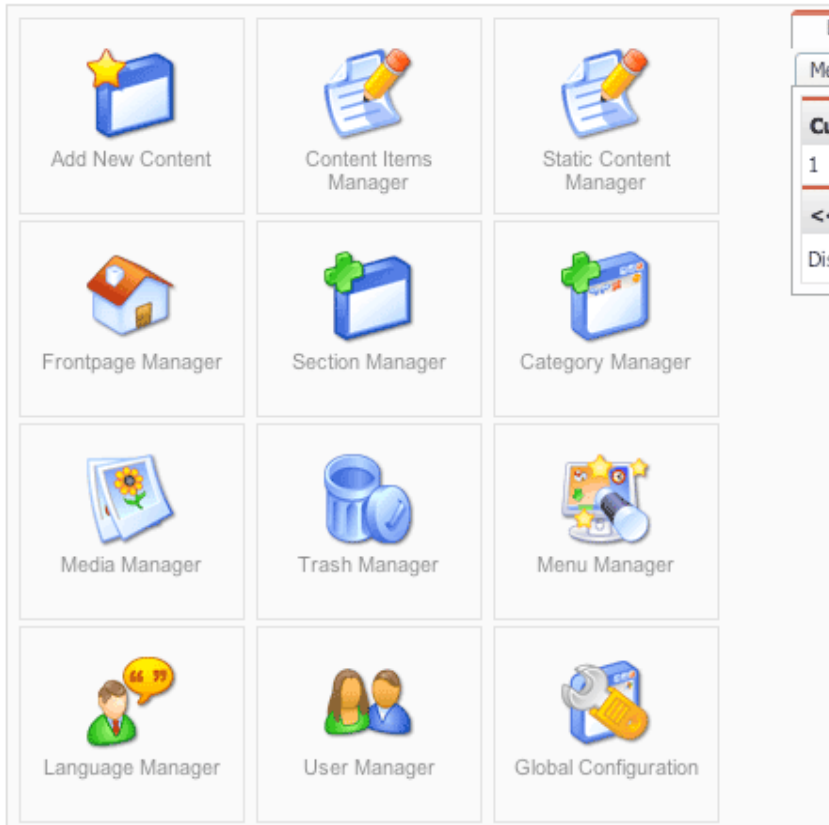 Add New Content
Content Items
Manager
Static Content
Manager
Frontpage Manager
Section Manager
Category Manager
Media Manager
Trash Manager
Menu Manager
Language Manager
User Manager
Global Configuration
1